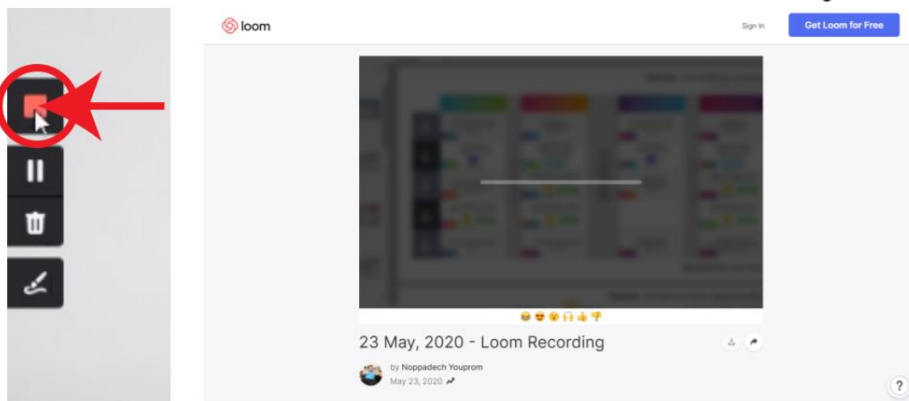 loom
Sign In
Get Loom for Free
23 May, 2020 - Loom Recording
by Noppadech Youprom
May 23, 2020
?